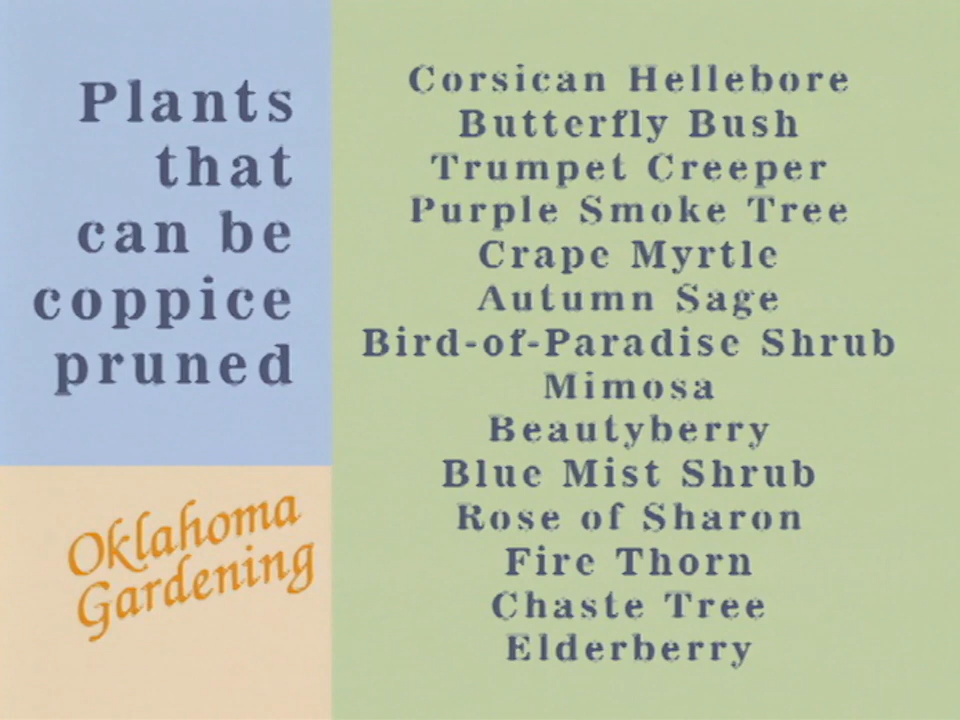 Plants
that
can be
coppice
pruned
Oklahoma
Gardening
Corsican Hellebore
Butterfly Bush
Trumpet Creeper
Purple Smoke Tree
Crape Myrtle
Autumn Sage
Bird-of-Paradise Shrub
Mimosa
Beautyberry
Blue Mist Shrub
Rose of Sharon
Fire Thorn
Chaste Tree
Elderberry